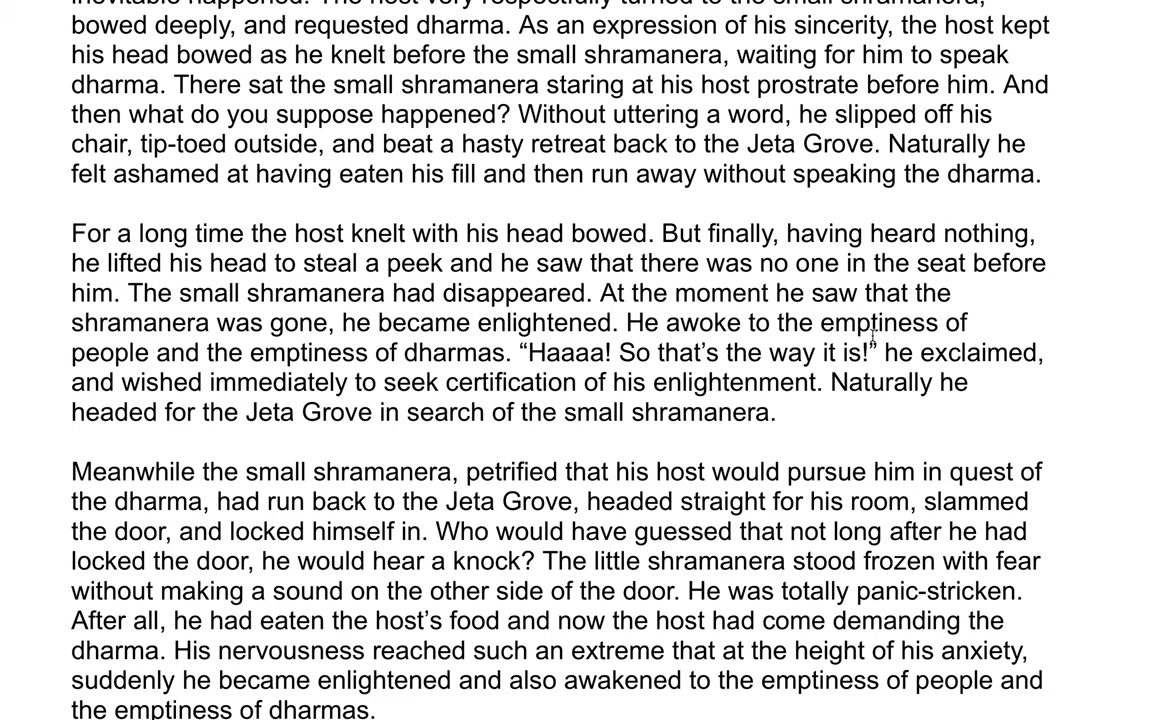 inevitable happened. The host very respectfully turned to the small shramanera,
bowed deeply, and requested dharma. As an expression of his sincerity, the host kept
his head bowed as he knelt before the small shramanera, waiting for him to speak
dharma. There sat the small shramanera staring at his host prostrate before him. And
then what do you suppose happened? Without uttering a word, he slipped off his
chair, tip-toed outside, and beat a hasty retreat back to the Jeta Grove. Naturally he
felt ashamed at having eaten his fill and then run away without speaking the dharma.
For a long time the host knelt with his head bowed. But finally, having heard nothing,
he lifted his head to steal a peek and he saw that there was no one in the seat before
him. The small shramanera had disappeared. At the moment he saw that the
shramanera was gone, he became enlightened. He awoke to the emptiness of
people and the emptiness of dharmas. “Haaaa! So that’s the way it is!” he exclaimed,
and wished immediately to seek certification of his enlightenment. Naturally he
headed for the Jeta Grove in search of the small shramanera.
Meanwhile the small shramanera, petrified that his host would pursue him in quest of
the dharma, had run back to the Jeta Grove, headed straight for his room, slammed
the door, and locked himself in. Who would have guessed that not long after he had
locked the door, he would hear a knock? The little shramanera stood frozen with fear
without making a sound on the other side of the door. He was totally panic-stricken.
After all, he had eaten the host’s food and now the host had come demanding the
dharma. His nervousness reached such an extreme that at the height of his anxiety,
suddenly he became enlightened and also awakened to the emptiness of people and
the emptiness of dharmas.